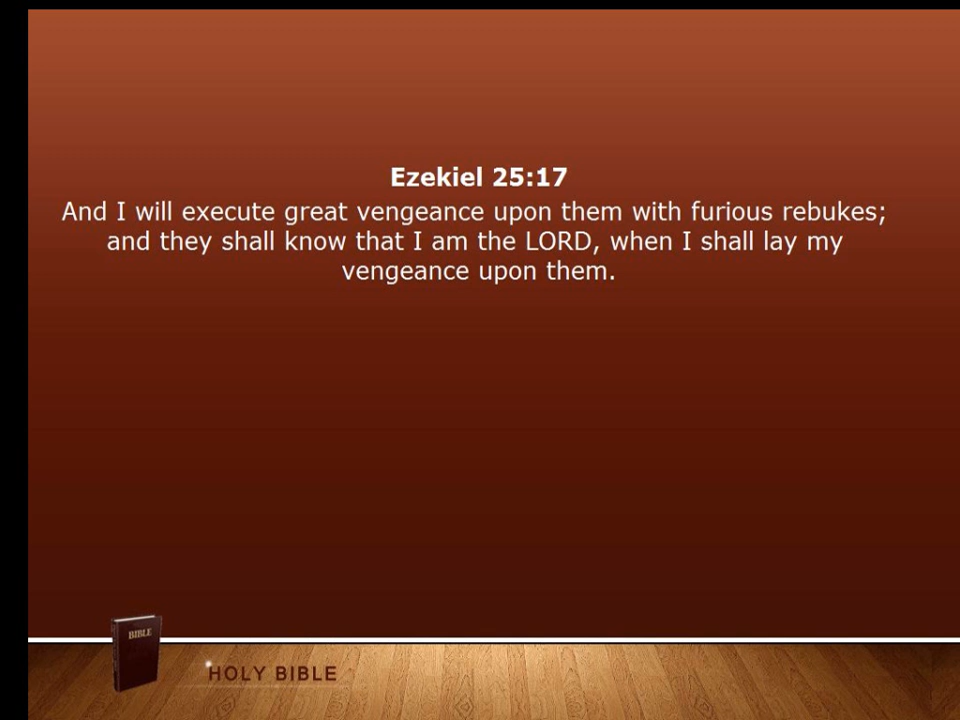 Ezekiel 25:17
And I will execute great vengeance upon them with furious rebukes;
and they shall know that I am the LORD, when I shall lay my
vengeance upon them.
BIBLE
HOLY BIBLE